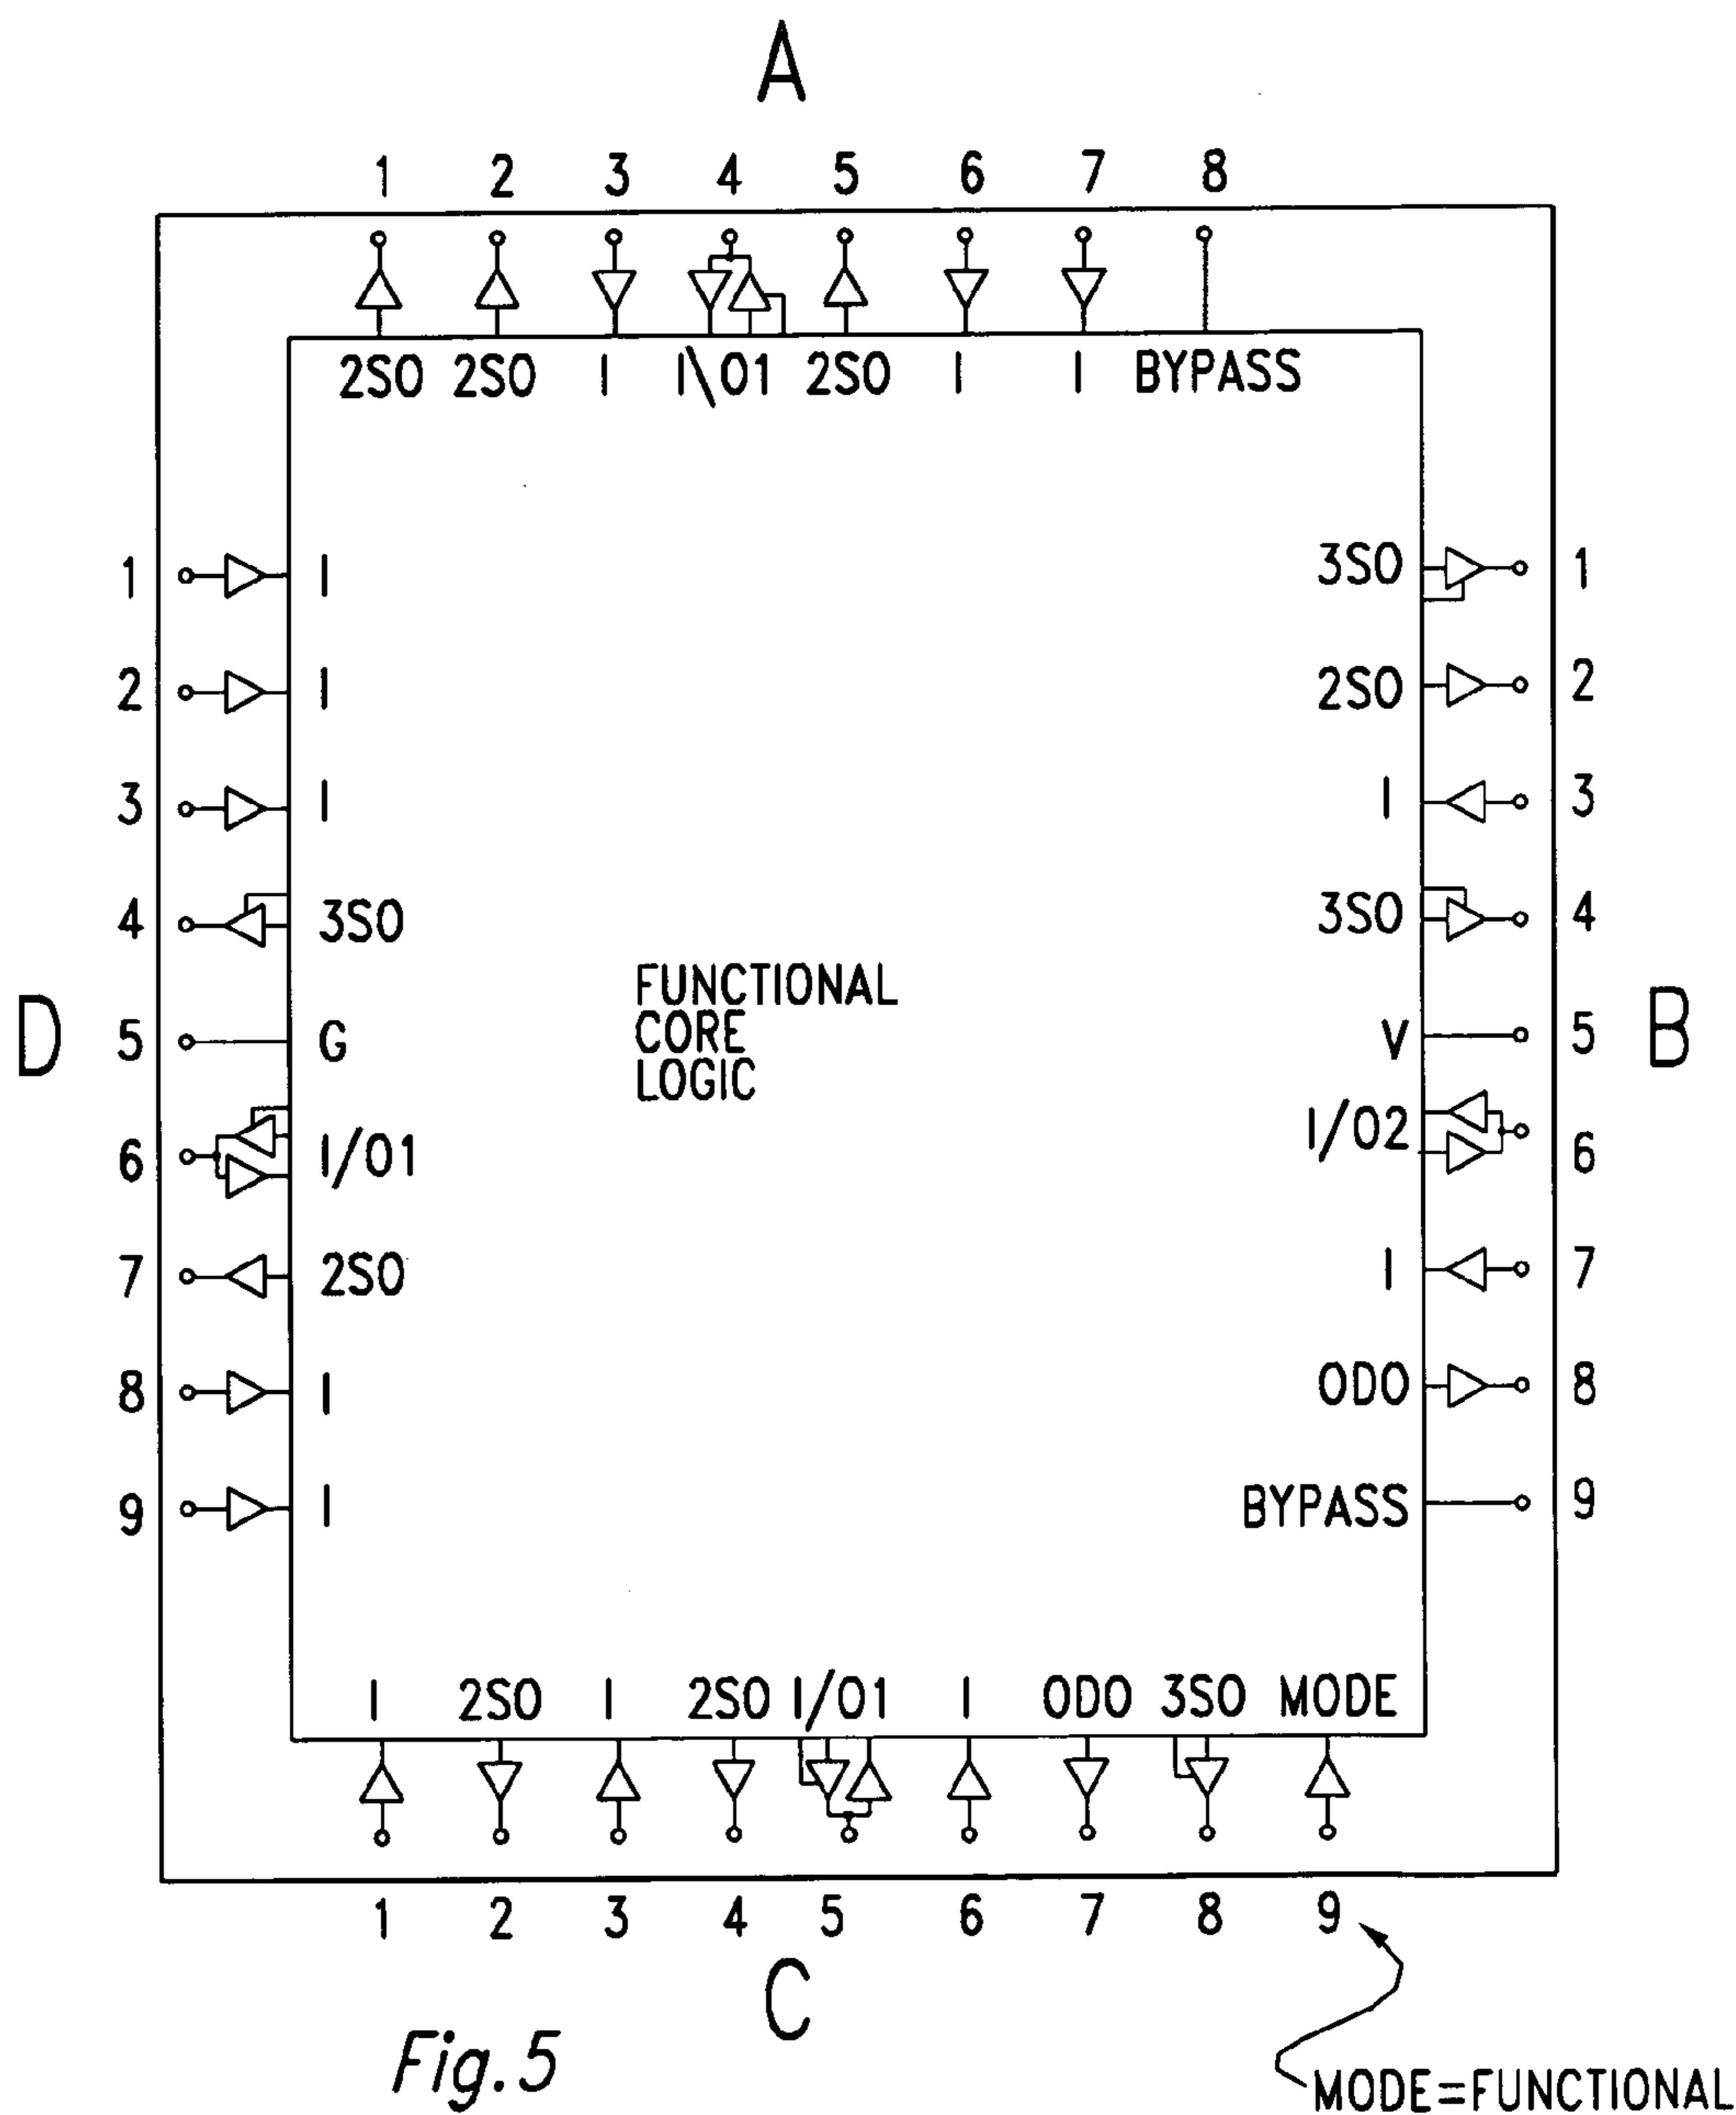 A
1 2 3 4 5 6 7 8
2SO 2SO I I\O1 2SO I I BYPASS
1 I 3SO 1
2 I 2SO 2
3 I I 3
4 3SO 3SO 4
FUNCTIONAL
CORE
LOGIC
D 5 G V 5 B
6 I/O1 I/O2 6
7 2SO I 7
8 I ODO 8
9 I BYPASS 9
I 2SO I 2SO I/O1 I ODO 3SO MODE
1 2 3 4 5 6 7 8 9
C
Fig. 5
MODE=FUNCTIONAL